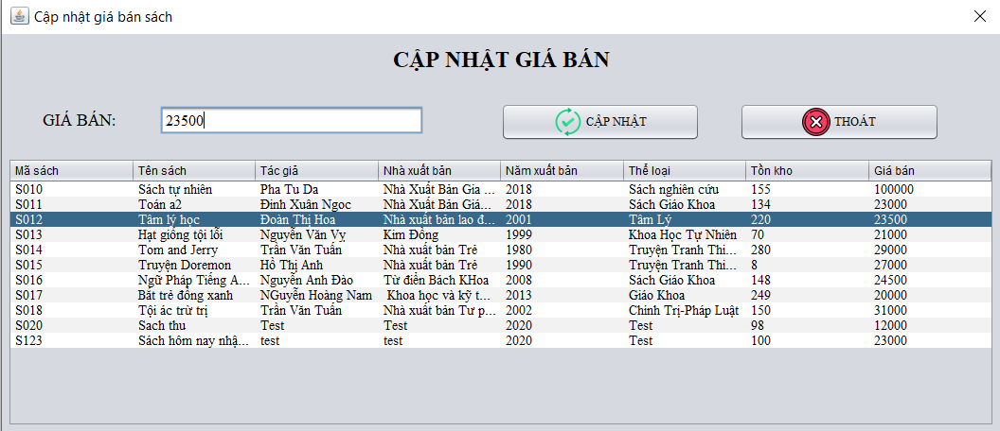 Cập nhật giá bán sách
CẬP NHẬT GIÁ BÁN
GIÁ BÁN: 23500 CẬP NHẬT THOÁT
Mã sách Tên sách Tác giả Nhà xuất bản Năm xuất bản Thể loại Tồn kho Giá bán
S010 Sách tự nhiên Pha Tu Da Nhà Xuất Bản Gia ... 2018 Sách nghiên cứu 155 100000
S011 Toán a2 Đinh Xuân Ngọc Nhà Xuất Bản Giá... 2018 Sách Giáo Khoa 134 23000
S012 Tâm lý học Đoàn Thị Hoa Nhà xuất bản lao đ... 2001 Tâm Lý 220 23500
S013 Hạt giống tội lỗi Nguyễn Văn Vỵ Kim Đồng 1999 Khoa Học Tự Nhiên 70 21000
S014 Tom and Jerry Trần Văn Tuấn Nhà xuất bản Trẻ 1980 Truyện Tranh Thi... 280 29000
S015 Truyện Doremon Hồ Thị Anh Nhà xuất bản Trẻ 1990 Truyện Tranh Thi... 8 27000
S016 Ngữ Pháp Tiếng A... Nguyễn Anh Đào Từ điển Bách KHoa 2008 Sách Giáo Khoa 148 24500
S017 Bắt trẻ đồng xanh NGuyễn Hoàng Nam Khoa học và kỹ t... 2013 Giáo Khoa 249 20000
S018 Tội ác trừ trị Trần Văn Tuấn Nhà xuất bản Tư p... 2002 Chính Trị-Pháp Luật 150 31000
S020 Sach thu Test Test 2020 Test 98 12000
S123 Sách hôm nay nhậ... test test 2020 Test 100 23000